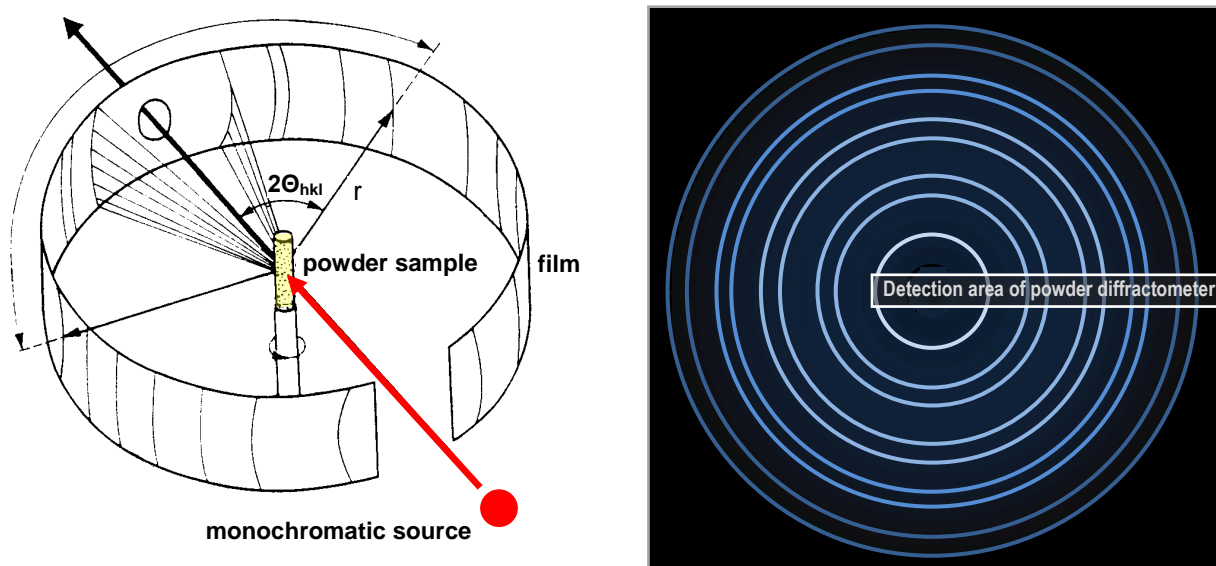 2Θhkl
r
powder sample
film
monochromatic source
Detection area of powder diffractometer